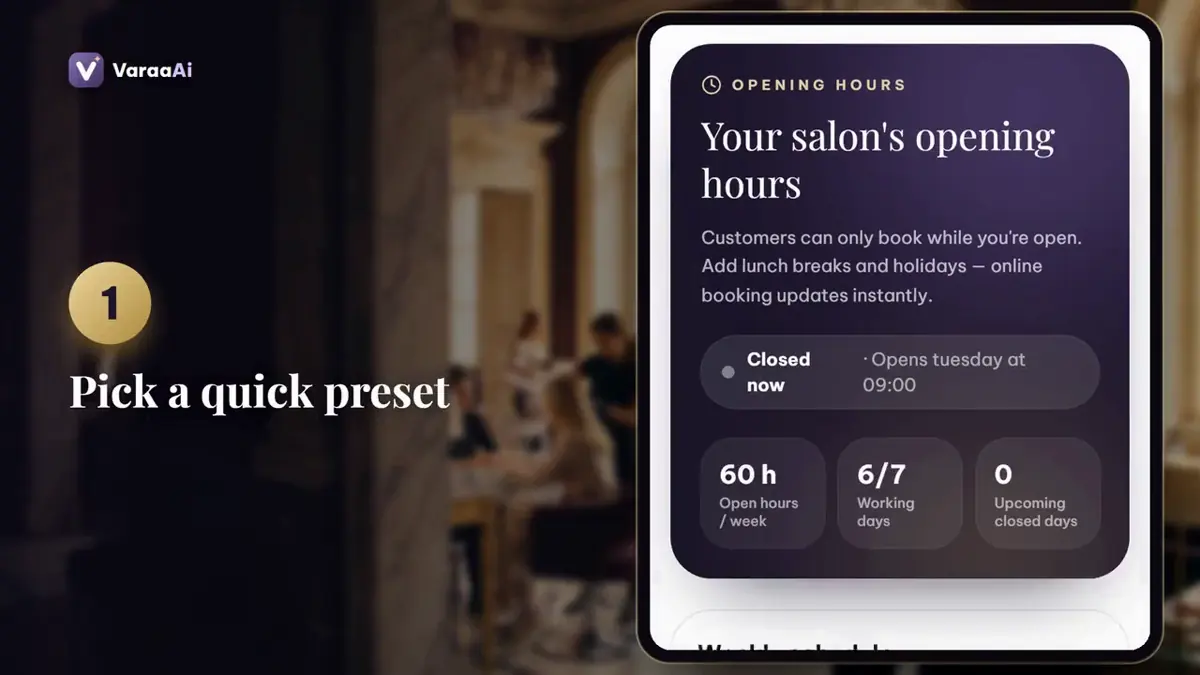 VaraaAi
1
Pick a quick preset
OPENING HOURS
Your salon's opening
hours
Customers can only book while you're open.
Add lunch breaks and holidays — online
booking updates instantly.
Closed
now
· Opens tuesday at
09:00
60 h
Open hours
/ week
6/7
Working
days
0
Upcoming
closed days